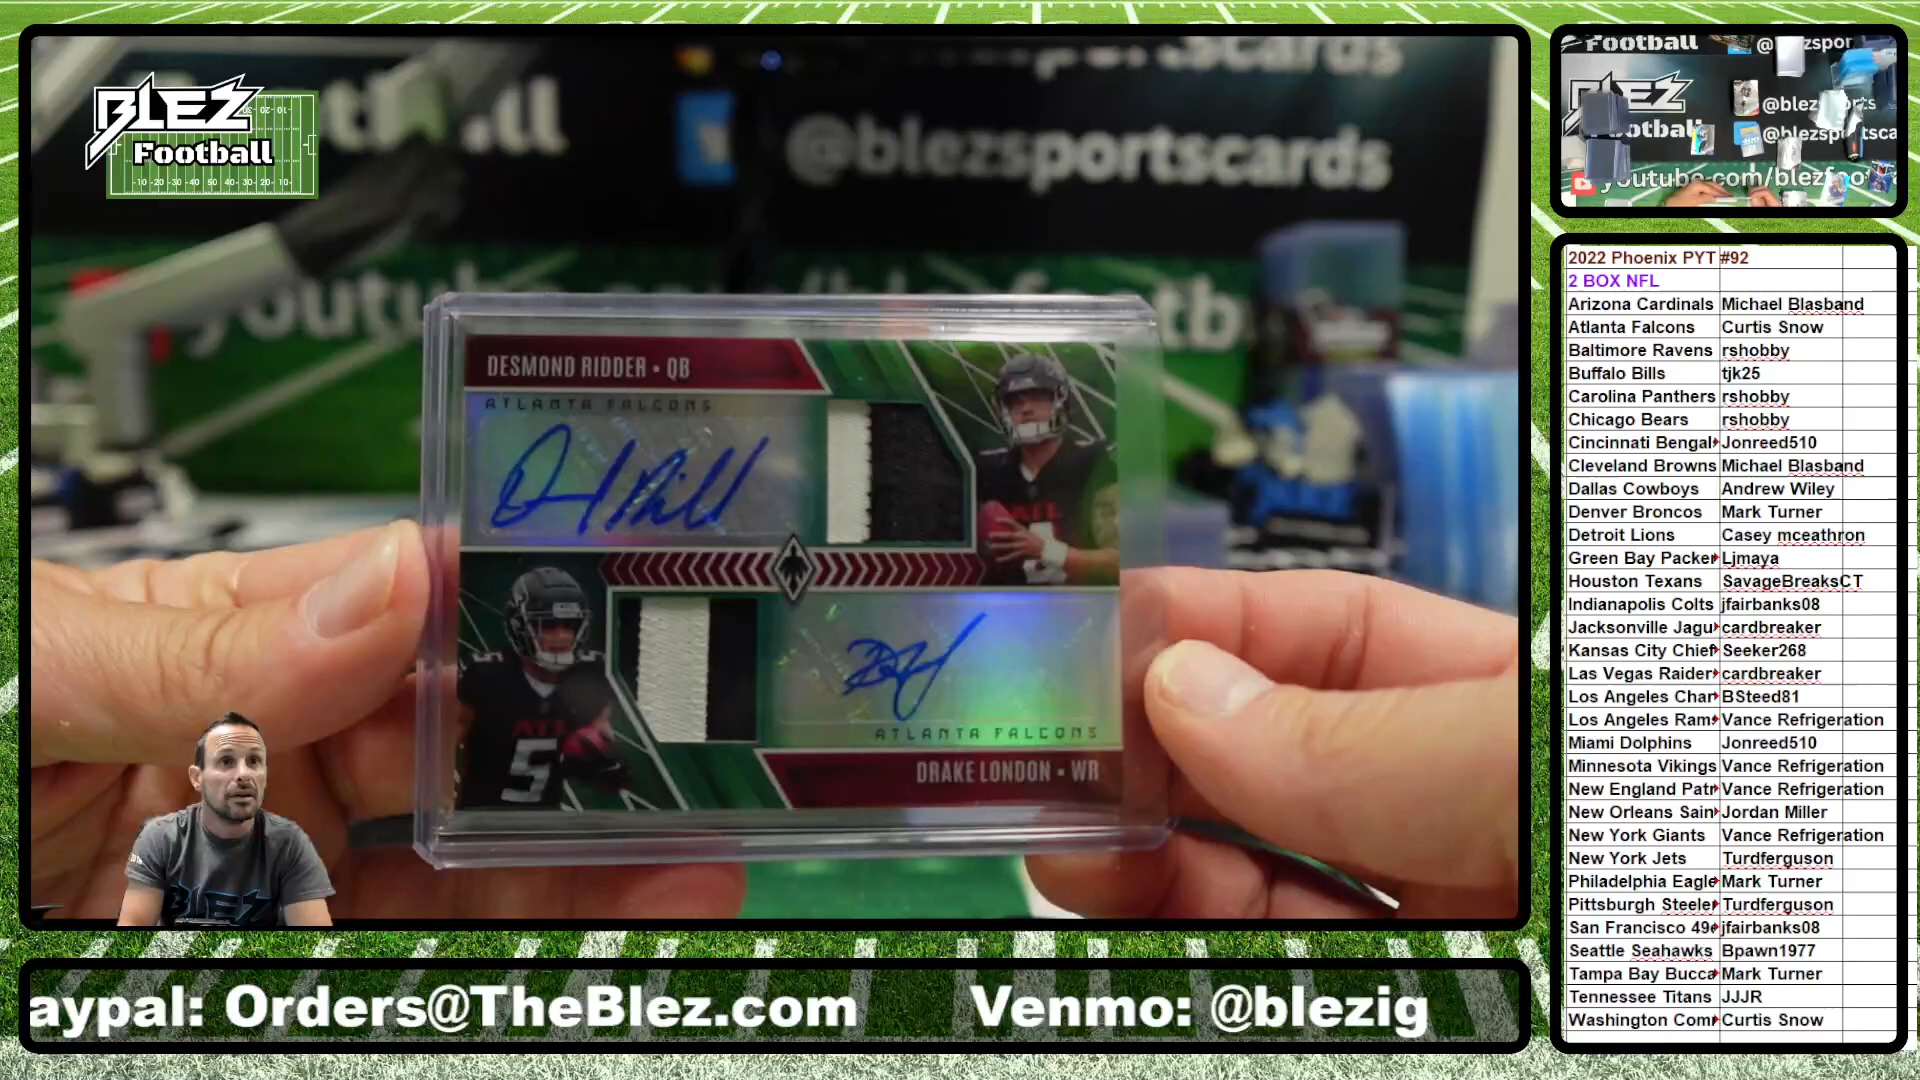 BLEZ
Football
@blezsportscards
DESMOND RIDDER • QB
ATLANTA FALCONS
ATL
ATL
5
ATLANTA FALCONS
DRAKE LONDON • WR
aypal: Orders@TheBlez.com Venmo: @blezig
Football
BLEZ
2022 Phoenix PYT #92
2 BOX NFL
Arizona Cardinals Michael Blasband
Atlanta Falcons Curtis Snow
Baltimore Ravens rshobby
Buffalo Bills tjk25
Carolina Panthers rshobby
Chicago Bears rshobby
Cincinnati Bengal Jonreed510
Cleveland Browns Michael Blasband
Dallas Cowboys Andrew Wiley
Denver Broncos Mark Turner
Detroit Lions Casey mceathron
Green Bay Packer Ljmaya
Houston Texans SavageBreaksCT
Indianapolis Colts jfairbanks08
Jacksonville Jagu cardbreaker
Kansas City Chief Seeker268
Las Vegas Raider cardbreaker
Los Angeles Char BSteed81
Los Angeles Ram Vance Refrigeration
Miami Dolphins Jonreed510
Minnesota Vikings Vance Refrigeration
New England Patr Vance Refrigeration
New Orleans Sain Jordan Miller
New York Giants Vance Refrigeration
New York Jets Turdferguson
Philadelphia Eagle Mark Turner
Pittsburgh Steeler Turdferguson
San Francisco 49 jfairbanks08
Seattle Seahawks Bpawn1977
Tampa Bay Bucca Mark Turner
Tennessee Titans JJJR
Washington Com Curtis Snow